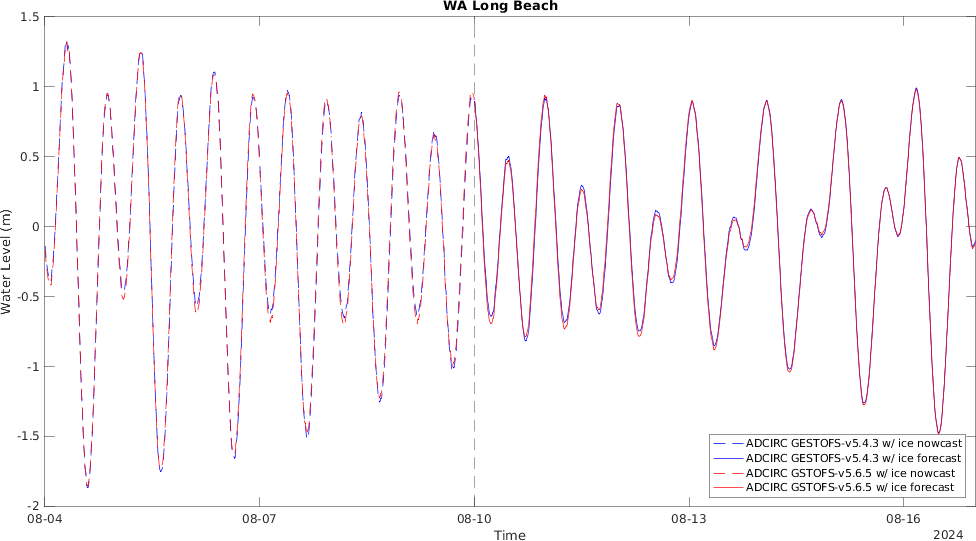 WA Long Beach
1.5
1
0.5
0
-0.5
-1
-1.5
-2
Water Level (m)
08-04 08-07 08-10 08-13 08-16
Time
2024
ADCIRC GESTOFS-v5.4.3 w/ ice nowcast
ADCIRC GESTOFS-v5.4.3 w/ ice forecast
ADCIRC GSTOFS-v5.6.5 w/ ice nowcast
ADCIRC GSTOFS-v5.6.5 w/ ice forecast